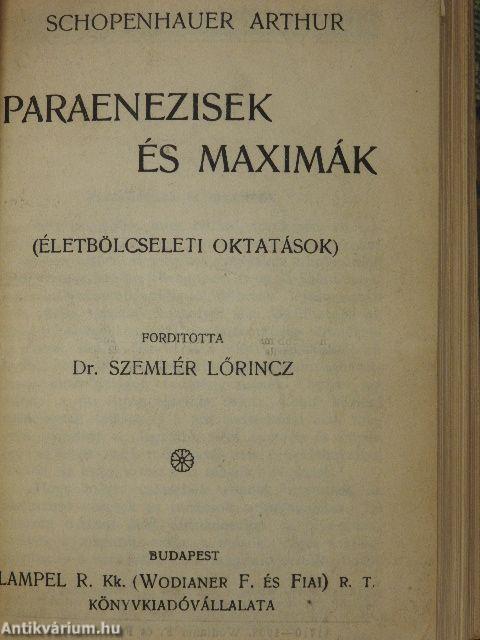 SCHOPENHAUER ARTHUR
PARAENEZISEK
ÉS MAXIMÁK
(ÉLETBÖLCSELETI OKTATÁSOK)
FORDITOTTA
Dr. SZEMLÉR LŐRINCZ
BUDAPEST
LAMPEL R. Kk. (WODIANER F. ÉS FIAI) R. T.
KÖNYVKIADÓVÁLLALATA
Antikvárium.hu